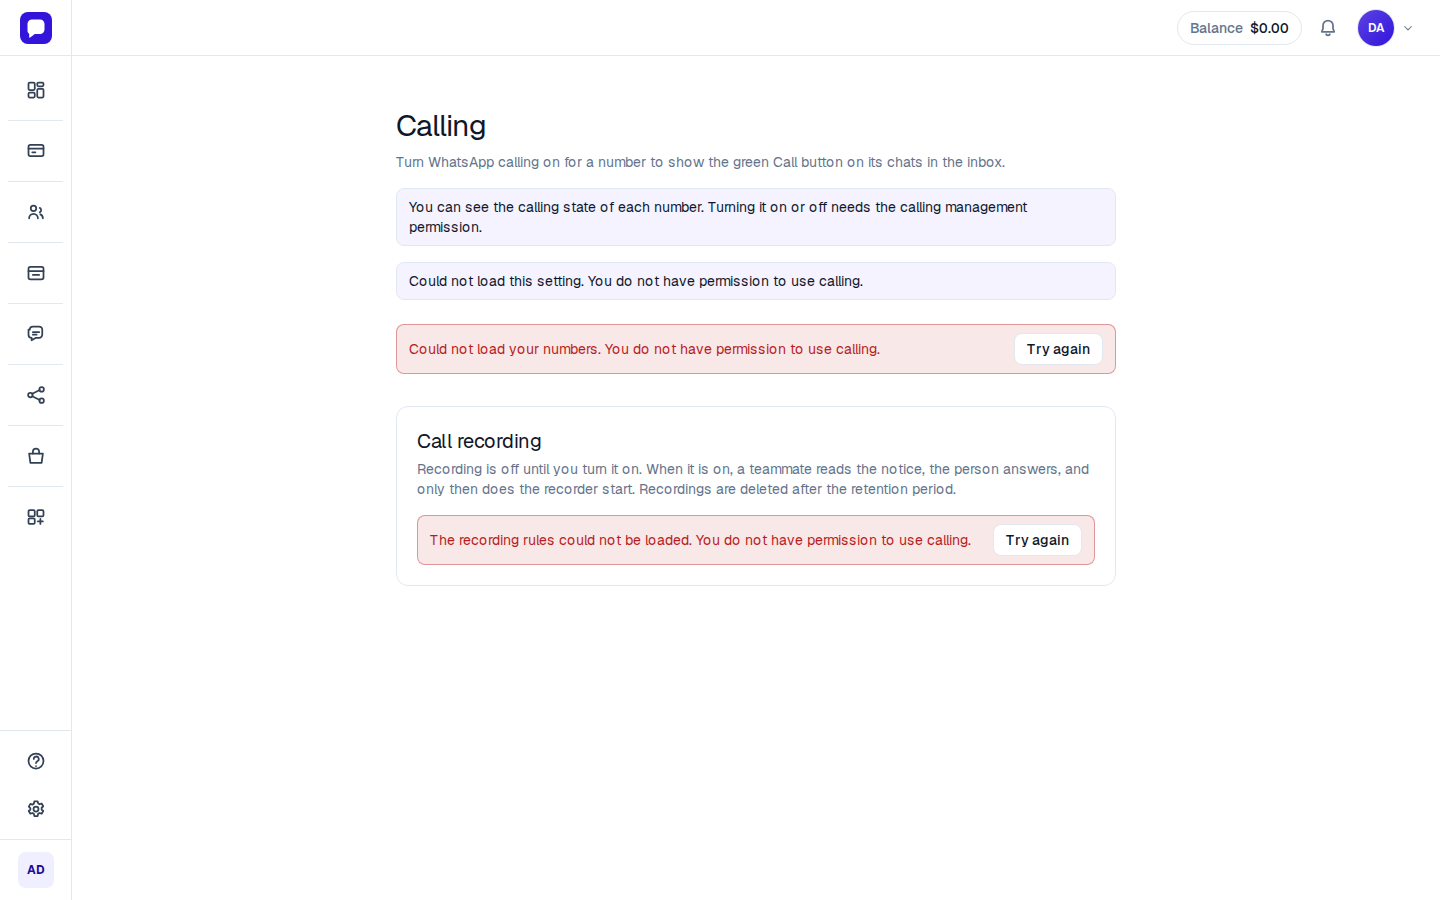 Balance $0.00
DA
Calling
Turn WhatsApp calling on for a number to show the green Call button on its chats in the inbox.
You can see the calling state of each number. Turning it on or off needs the calling management
permission.
Could not load this setting. You do not have permission to use calling.
Could not load your numbers. You do not have permission to use calling.
Try again
Call recording
Recording is off until you turn it on. When it is on, a teammate reads the notice, the person answers, and
only then does the recorder start. Recordings are deleted after the retention period.
The recording rules could not be loaded. You do not have permission to use calling.
Try again
AD